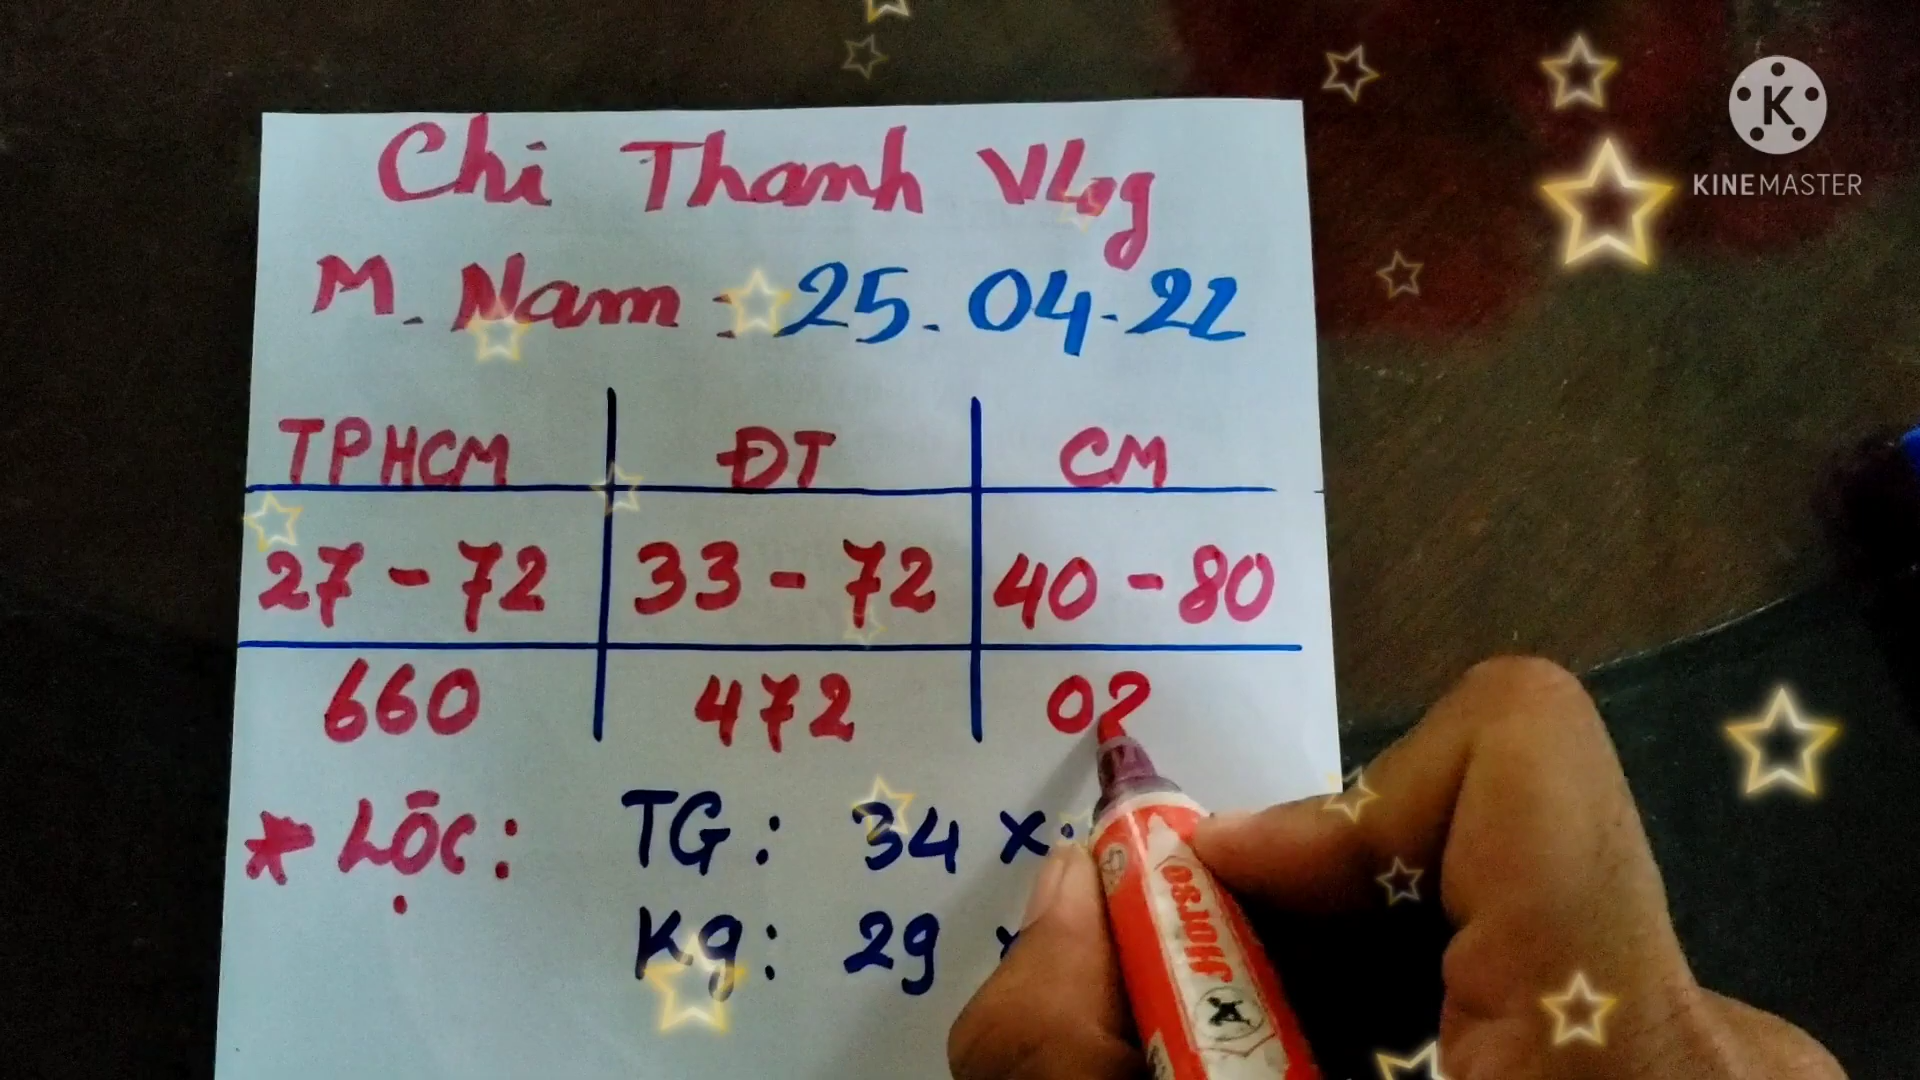 Chi Thanh Vlog
M. Nam : 25.04.22
TPHCM ĐT CM
27 - 72 33 - 72 40 - 80
660 472 02
* LỘC : TG : 34 x
Kg : 29
KINEMASTER